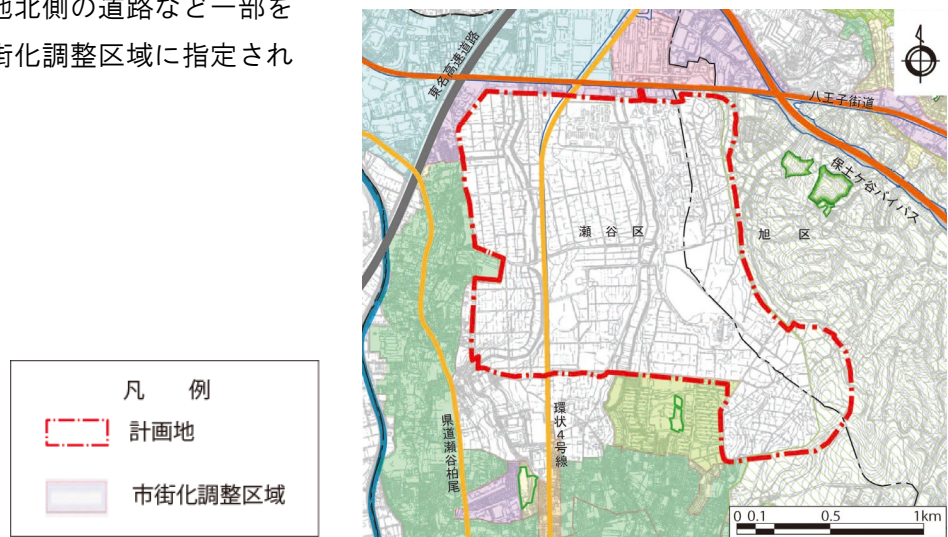 地北側の道路など一部を
街化調整区域に指定され
東名高速道路
八王子街道
保土ケ谷バイパス
瀬谷区
旭区
環状4号線
県道瀬谷柏尾
凡 例
計画地
市街化調整区域
0 0.1 0.5 1km